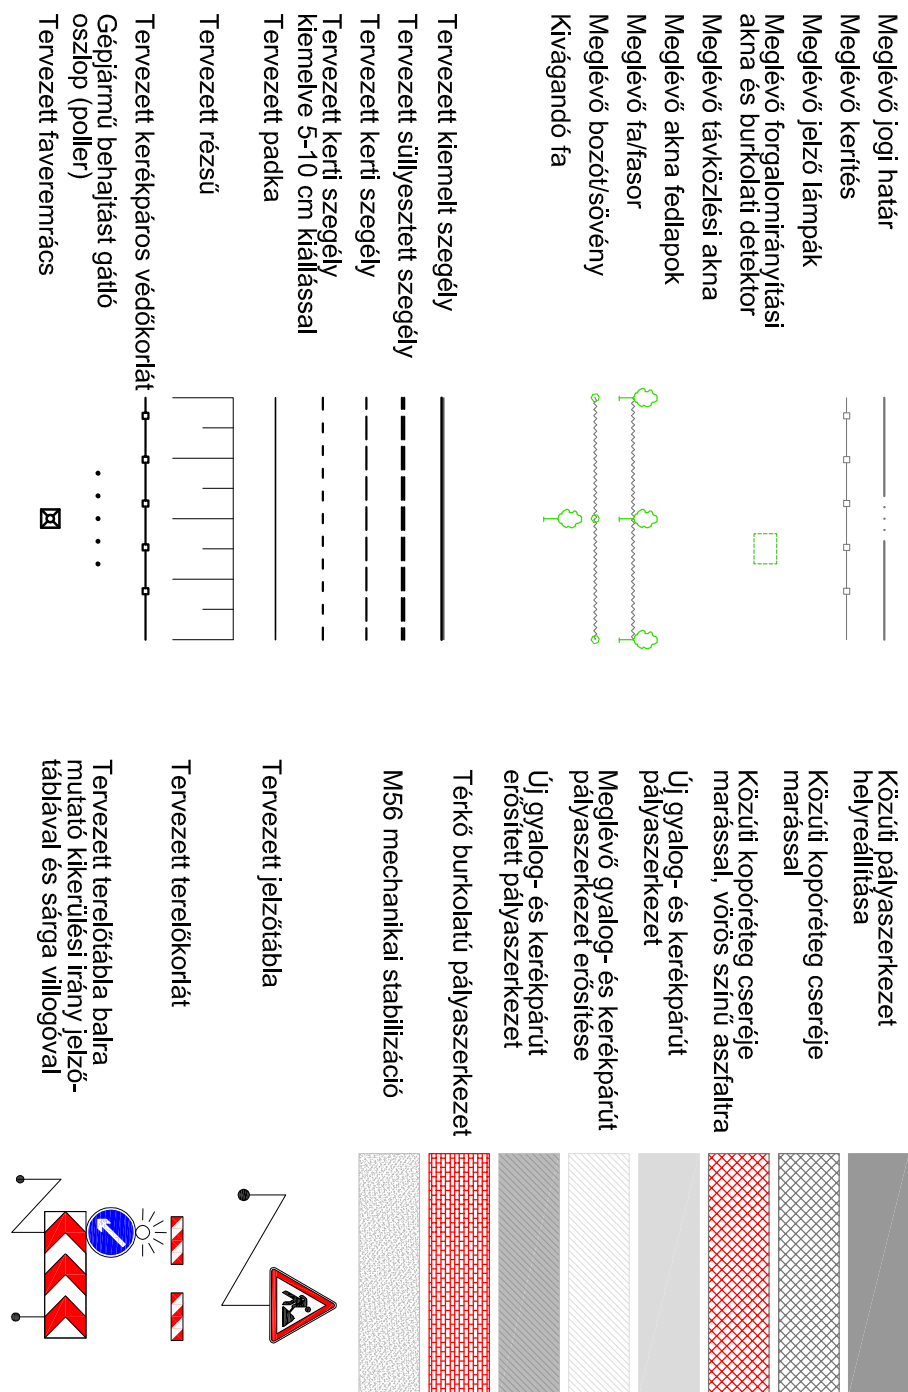 Meglévő jogi határ
Meglévő kerítés
Meglévő jelző lámpák
Meglévő forgalomirányítási
akna és burkolati detektor
Meglévő távközlési akna
Meglévő akna fedlapok
Meglévő fa/fasor
Meglévő bozót/sövény
Kivágandó fa
Tervezett kiemelt szegély
Tervezett süllyesztett szegély
Tervezett kerti szegély
Tervezett kerti szegély
kiemelve 5-10 cm kiállással
Tervezett padka
Tervezett rézsű
Tervezett kerékpáros védőkorlát
Gépjármű behajtást gátló
oszlop (poller)
Tervezett faveremrács
Közúti pályaszerkezet
helyreállítása
Közúti kopóréteg cseréje
marással
Közúti kopóréteg cseréje
marással, vörös színű aszfaltra
Új gyalog- és kerékpárút
pályaszerkezet
Meglévő gyalog- és kerékpárút
pályaszerkezet erősítése
Új gyalog- és kerékpárút
erősített pályaszerkezet
Térkő burkolatú pályaszerkezet
M56 mechanikai stabilizáció
Tervezett jelzőtábla
Tervezett terelőkorlát
Tervezett terelőtábla balra
mutató kikerülési irány jelző-
táblával és sárga villogóval